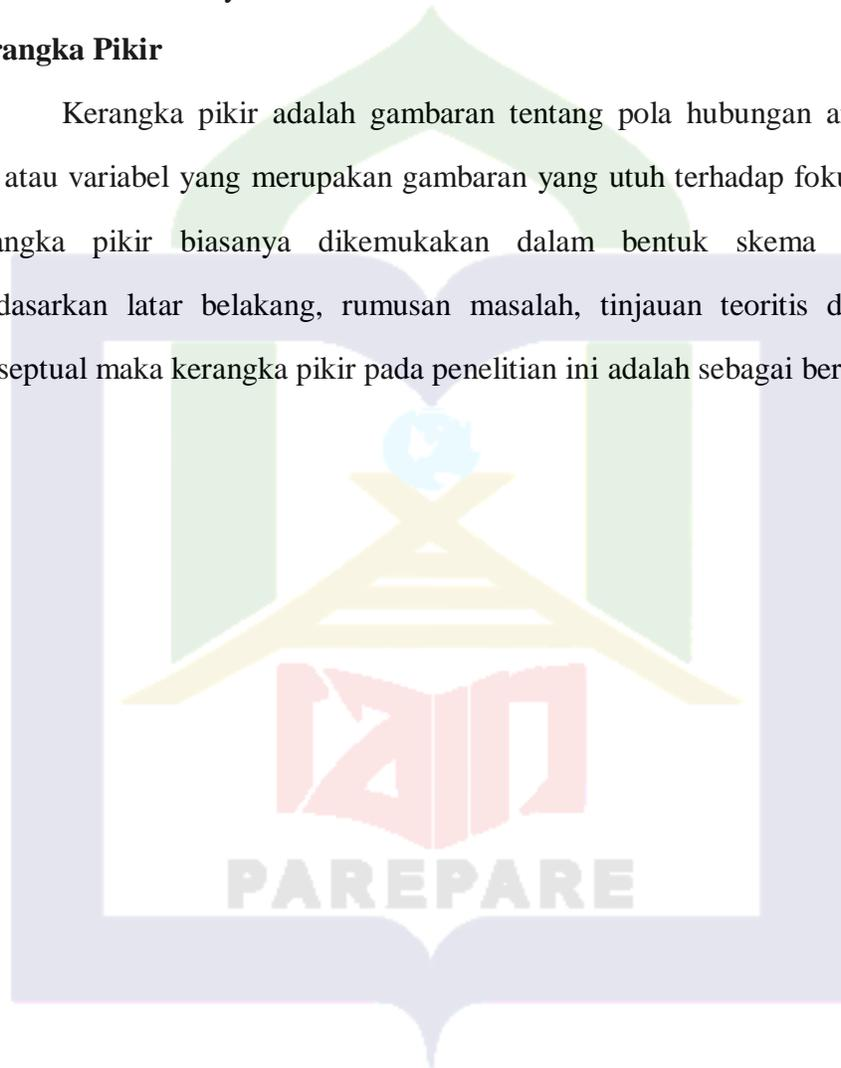 rangka Pikir
Kerangka pikir adalah gambaran tentang pola hubungan a
atau variabel yang merupakan gambaran yang utuh terhadap foku
angka pikir biasanya dikemukakan dalam bentuk skema
dasarkan latar belakang, rumusan masalah, tinjauan teoritis d
septual maka kerangka pikir pada penelitian ini adalah sebagai ber
iain
PAREPARE